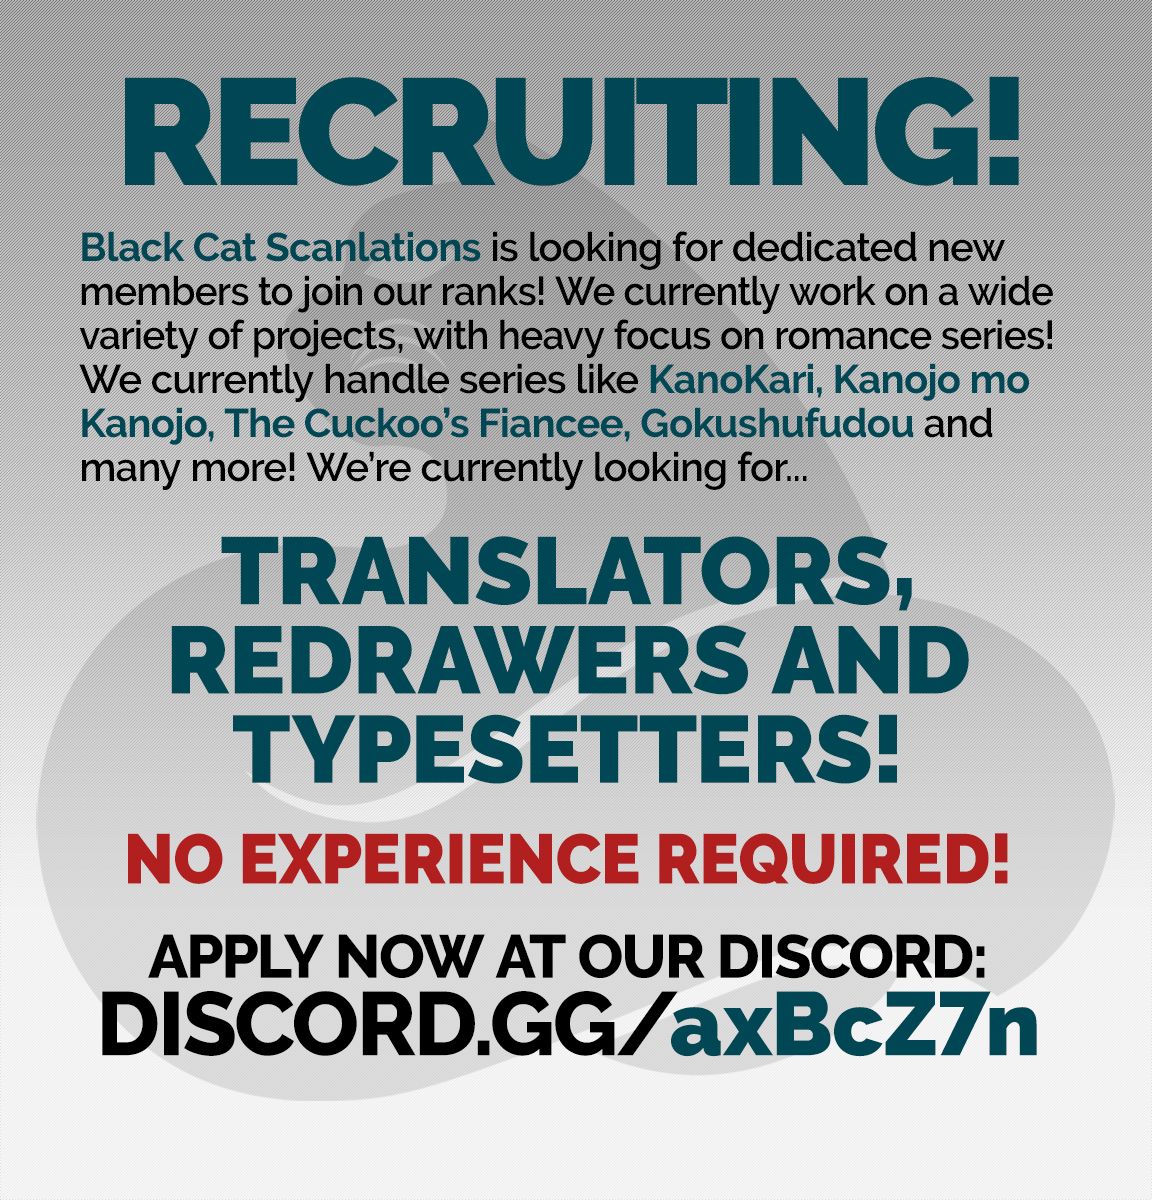 RECRUITING!
Black Cat Scanlations is looking for dedicated new
members to join our ranks! We currently work on a wide
variety of projects, with heavy focus on romance series!
We currently handle series like KanoKari, Kanojo mo
Kanojo, The Cuckoo's Fiancee, Gokushufudou and
many more! We're currently looking for...
TRANSLATORS,
REDRAWERS AND
TYPESETTERS!
NO EXPERIENCE REQUIRED!
APPLY NOW AT OUR DISCORD:
DISCORD.GG/axBcZ7n